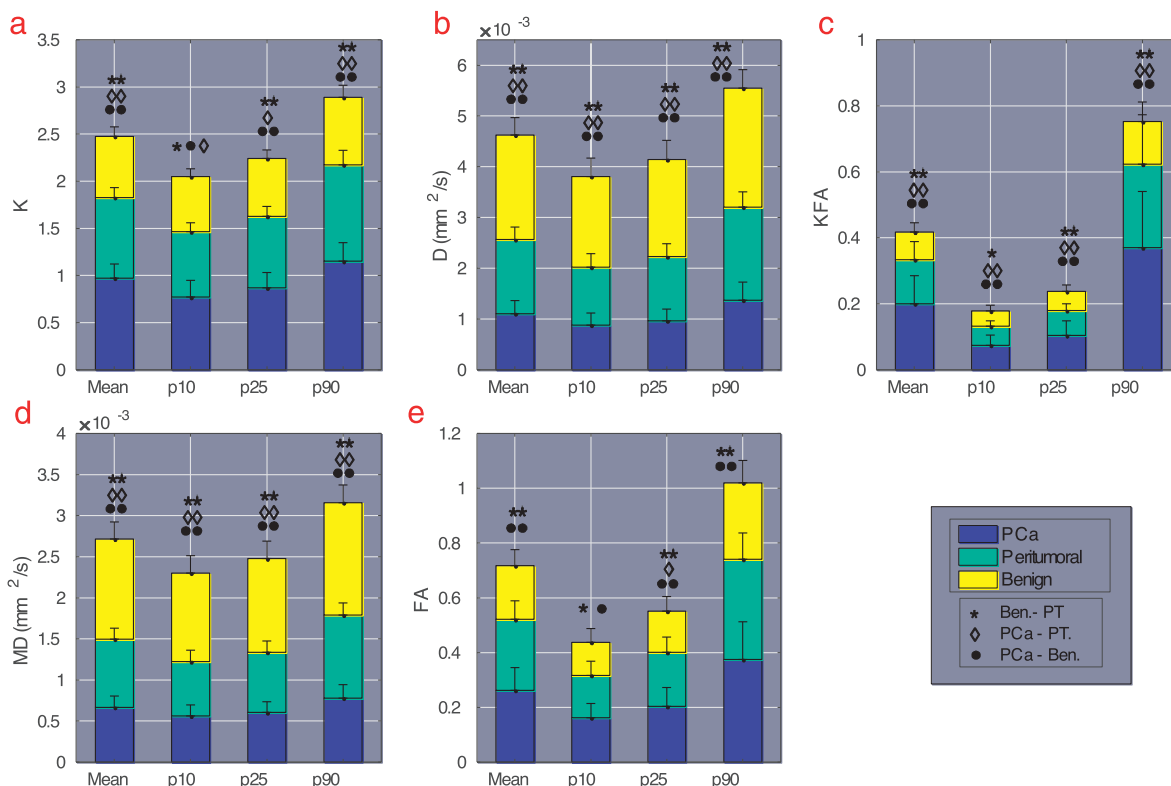 a
K
3.5
3
2.5
2
1.5
1
0.5
0
Mean p10 p25 p90
b
×10 -3
D (mm 2/s)
6
5
4
3
2
1
0
Mean p10 p25 p90
c
KFA
1
0.8
0.6
0.4
0.2
0
Mean p10 p25 p90
d
×10 -3
MD (mm 2/s)
4
3.5
3
2.5
2
1.5
1
0.5
0
Mean p10 p25 p90
e
FA
1.2
1
0.8
0.6
0.4
0.2
0
Mean p10 p25 p90
PCa
Peritumoral
Benign
* Ben.- PT
◊ PCa - PT.
● PCa - Ben.